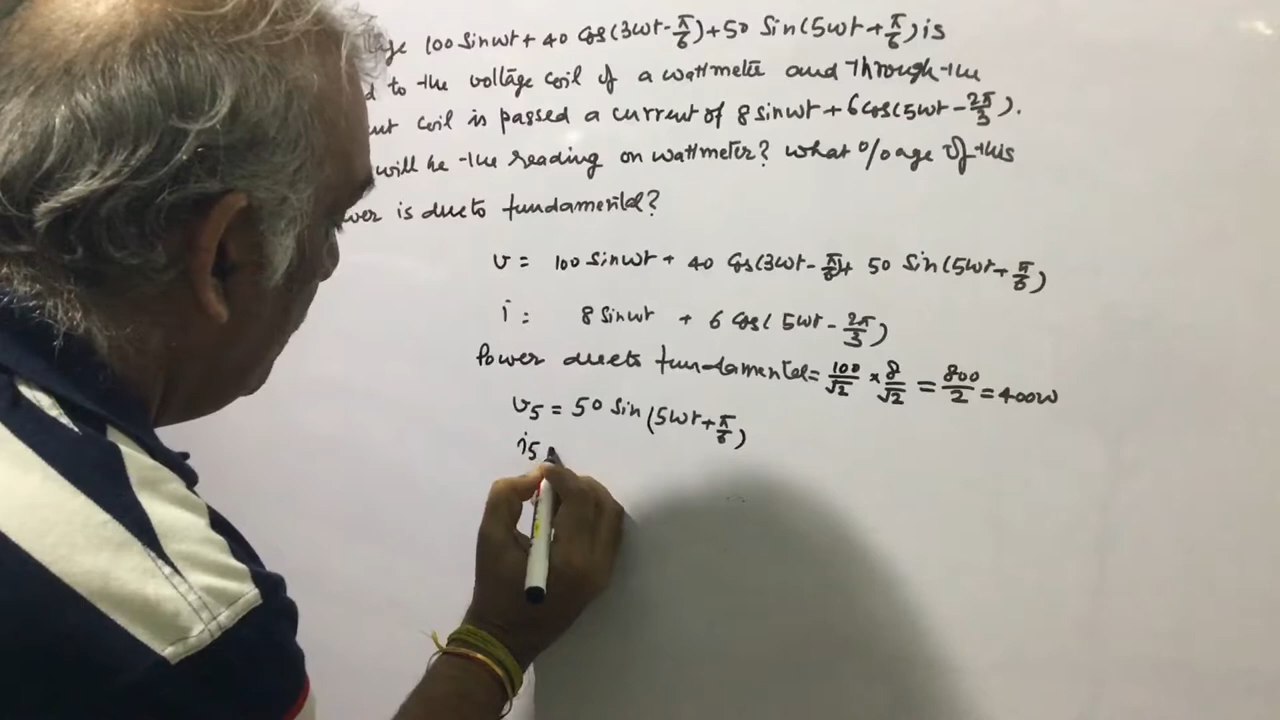 100 Sinωt + 40 Cos(3ωt-π/6)+50 Sin(5ωt+π/6) is
to the voltage coil of a wattmeter and through the
coil is passed a current of 8 sinωt + 6 cos(5ωt - 2π/3).
will be the reading on wattmeter? what %age of this
is due to fundamental?
v = 100 Sinωt + 40 Cos(3ωt - π/6)+ 50 Sin(5ωt+π/6)
i = 8 Sinωt + 6 Cos(5ωt - 2π/3)
Power due to fundamental = 100/√2 × 8/√2 = 800/2 = 400W
v5 = 50 sin(5ωt+π/6)
i5